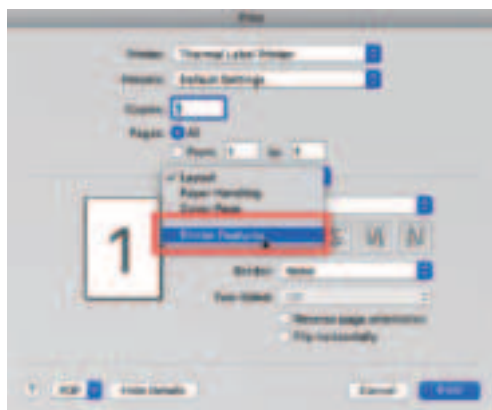 Print
Printer: Thermal Label Printer
Presets: Default Settings
Copies: 1
Pages: All
From: 1 to: 1
✓ Layout
Paper Handling
Cover Page
Printer Features
1
Border: None
Two-Sided: Off
Reverse page orientation
Flip horizontally
? PDF Hide Details Cancel Print